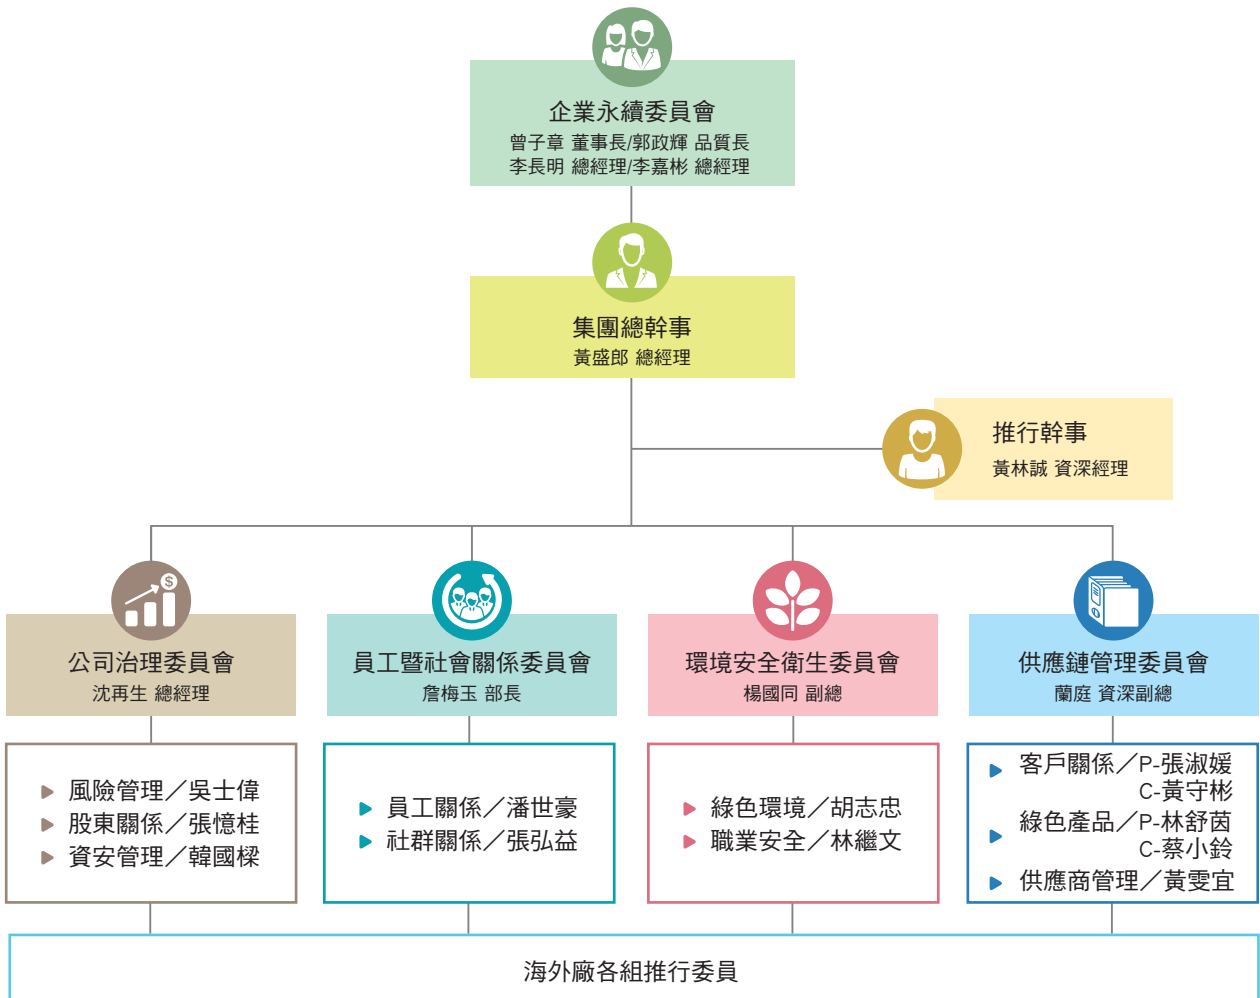 企業永續委員會
曾子章 董事長/郭政輝 品質長
李長明 總經理/李嘉彬 總經理
集團總幹事
黃盛郎 總經理
推行幹事
黃林誠 資深經理
$
公司治理委員會
沈再生 總經理
風險管理／吳士偉
股東關係／張憶桂
資安管理／韓國樑
員工暨社會關係委員會
詹梅玉 部長
員工關係／潘世豪
社群關係／張弘益
環境安全衛生委員會
楊國同 副總
綠色環境／胡志忠
職業安全／林繼文
供應鏈管理委員會
蘭庭 資深副總
客戶關係／P-張淑媛
C-黃守彬
綠色產品／P-林舒茵
C-蔡小鈴
供應商管理／黃雯宜
海外廠各組推行委員